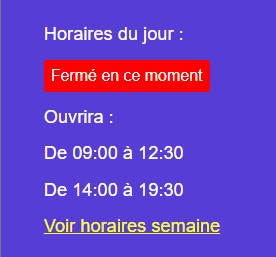 Horaires du jour :
Fermé en ce moment
Ouvrira :
De 09:00 à 12:30
De 14:00 à 19:30
Voir horaires semaine